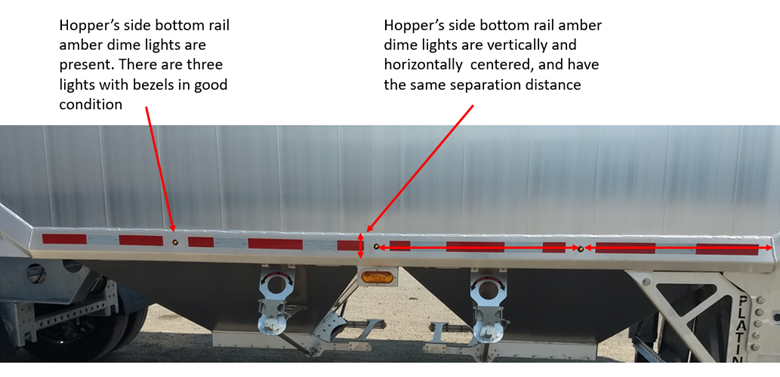 Hopper's side bottom rail
amber dime lights are
present. There are three
lights with bezels in good
condition
Hopper's side bottom rail amber
dime lights are vertically and
horizontally centered, and have
the same separation distance
PLATIN